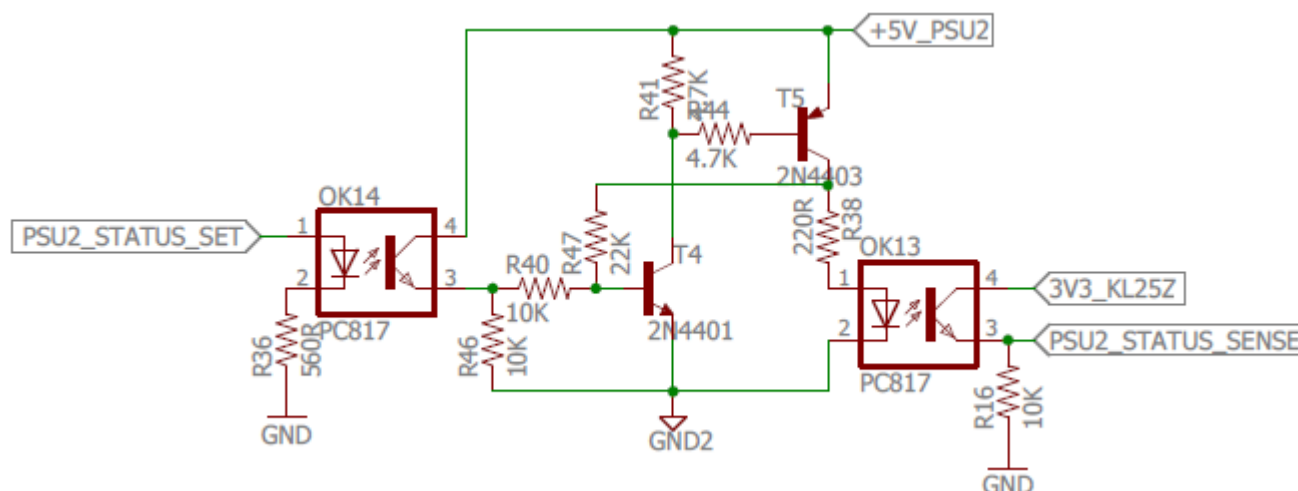 +5V_PSU2
R41
T5
R44
4.7K
2N4403
OK14
PSU2_STATUS_SET
1
4
2
3
R47
22K
R40
10K
T4
220R
R38
OK13
1
4
3V3_KL25Z
2
3
PSU2_STATUS_SENSE
PC817
2N4401
R36
560R
R46
10K
PC817
R16
10K
GND
GND2
GND